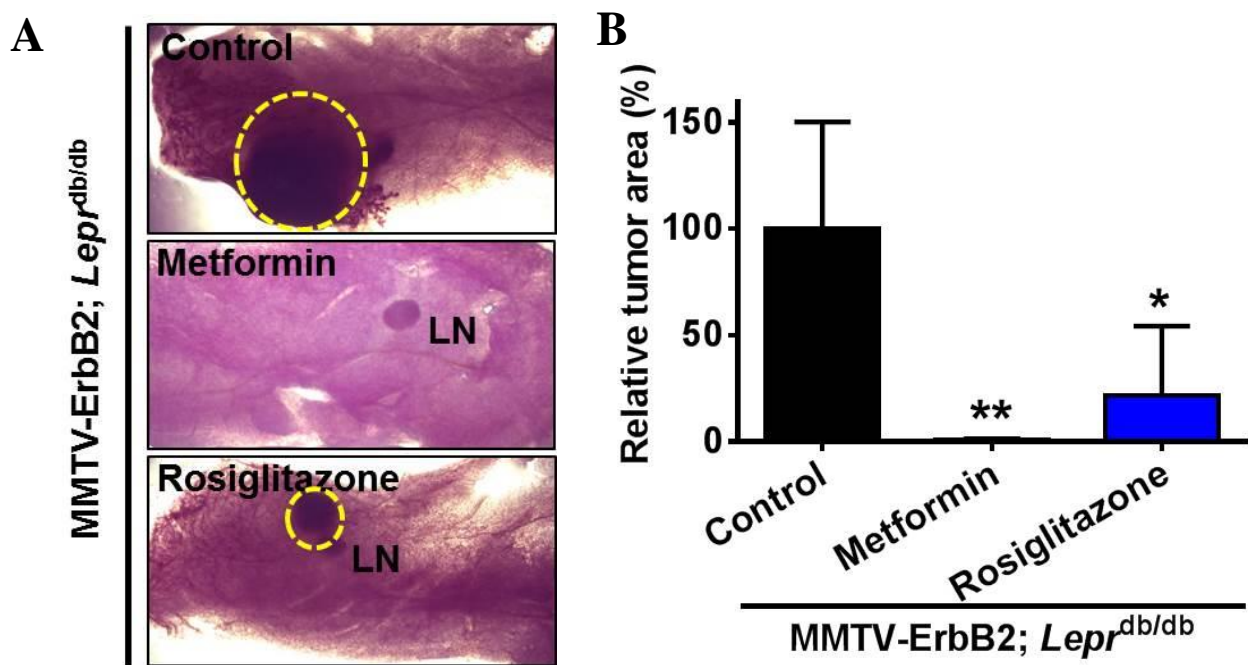 A
MMTV-ErbB2; Lepr^db/db
Control
Metformin
LN
Rosiglitazone
LN
B
Relative tumor area (%)
150
100
50
0
**
*
Control
Metformin
Rosiglitazone
MMTV-ErbB2; Lepr^db/db